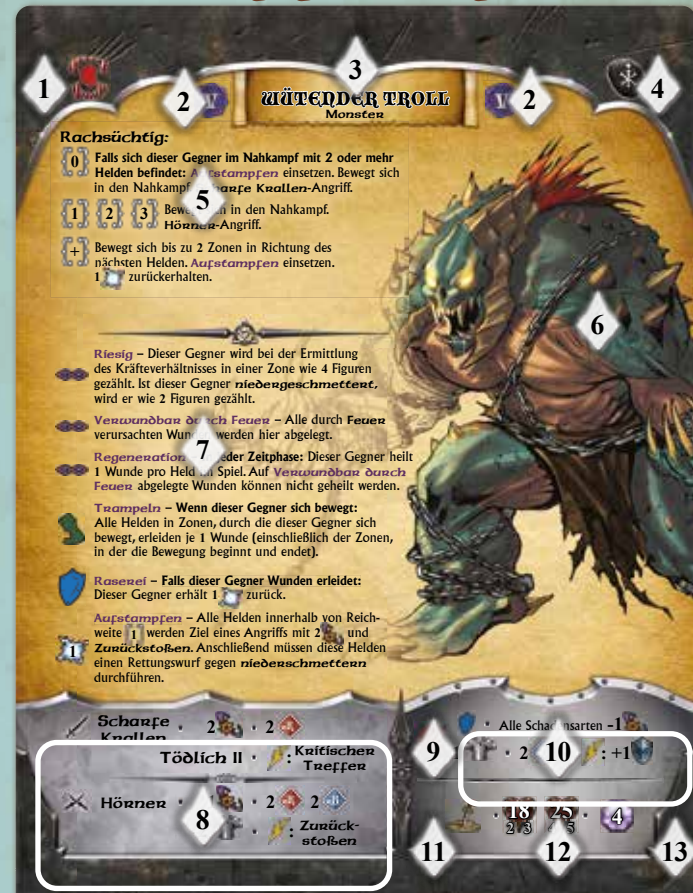 3
1
2
V
WÜTENDER TROLL
Monster
V
2
4
Rachsüchtig:
0 Falls sich dieser Gegner im Nahkampf mit 2 oder mehr
Helden befindet: Aufstampfen einsetzen. Bewegt sich
in den Nahkampf. Scharfe Krallen-Angriff.
1 2 3 in den Nahkampf.
Hörner-Angriff.
5
+ Bewegt sich bis zu 2 Zonen in Richtung des
nächsten Helden. Aufstampfen einsetzen.
1 zurückerhalten.
6
Riesig – Dieser Gegner wird bei der Ermittlung
des Kräfteverhältnisses in einer Zone wie 4 Figuren
gezählt. Ist dieser Gegner niedergeschmettert,
wird er wie 2 Figuren gezählt.
Verwundbar durch Feuer – Alle durch Feuer
verursachten Wunden werden hier abgelegt.
7
Regeneration – Jeder Zeitphase: Dieser Gegner heilt
1 Wunde pro Held im Spiel. Auf Verwundbar durch
Feuer abgelegte Wunden können nicht geheilt werden.
Trampeln – Wenn dieser Gegner sich bewegt:
Alle Helden in Zonen, durch die dieser Gegner sich
bewegt, erleiden je 1 Wunde (einschließlich der Zonen,
in der die Bewegung beginnt und endet).
Raserei – Falls dieser Gegner Wunden erleidet:
Dieser Gegner erhält 1 zurück.
Aufstampfen – Alle Helden innerhalb von Reich-
weite 1 werden Ziel eines Angriffs mit 2 und
1 Zurückstoßen. Anschließend müssen diese Helden
einen Rettungswurf gegen niederschmettern
durchführen.
Scharfe
Krallen · 2 · 2
Tödlich II · : Kritischer
Treffer
Hörner · 2 2
· : Zurück-
stoßen
8
9
· Alle Schadensarten -1
· 2 : +1
10
· 18 25 · 4
2 3 5
11
12
13